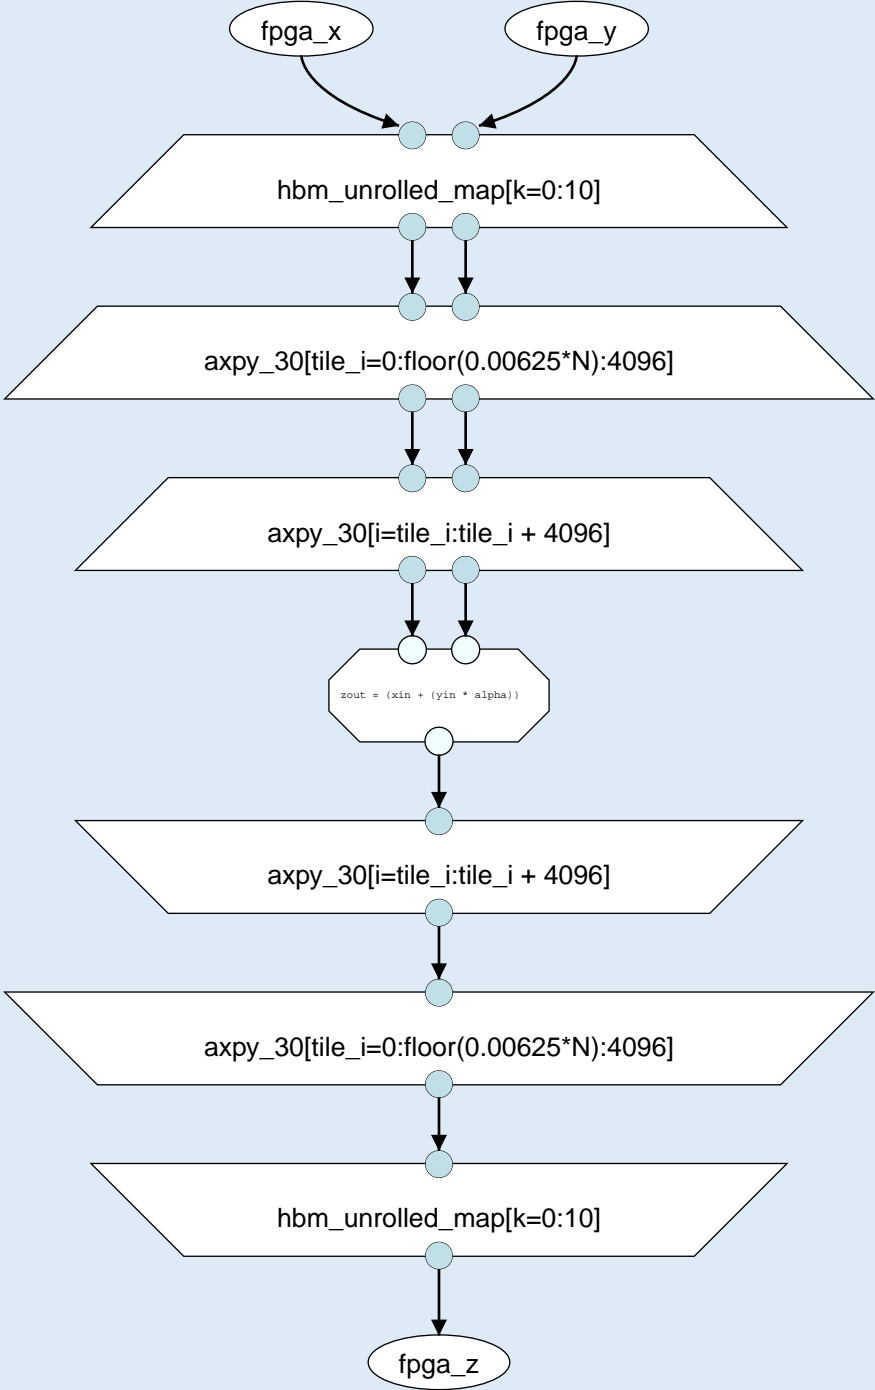 fpga_x
fpga_y
hbm_unrolled_map[k=0:10]
axpy_30[tile_i=0:floor(0.00625*N):4096]
axpy_30[i=tile_i:tile_i + 4096]
zout = (xin + (yin * alpha))
axpy_30[i=tile_i:tile_i + 4096]
axpy_30[tile_i=0:floor(0.00625*N):4096]
hbm_unrolled_map[k=0:10]
fpga_z